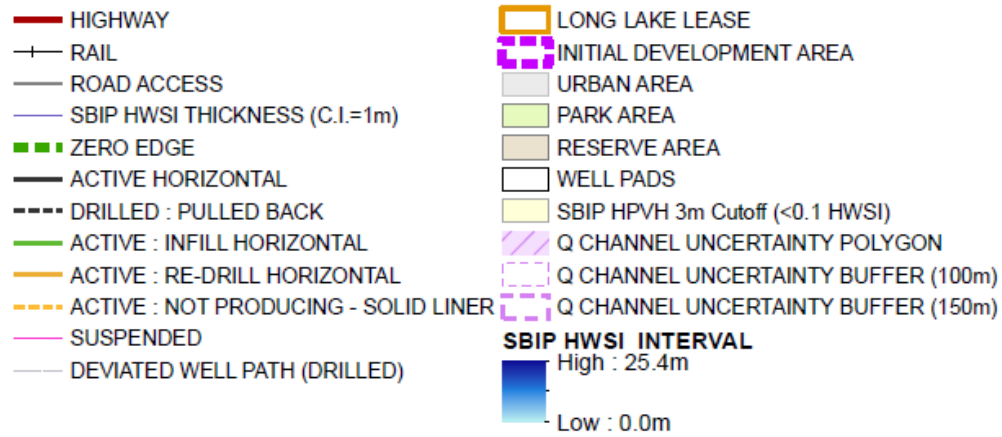 HIGHWAY
RAIL
ROAD ACCESS
SBIP HWSI THICKNESS (C.I.=1m)
ZERO EDGE
ACTIVE HORIZONTAL
DRILLED : PULLED BACK
ACTIVE : INFILL HORIZONTAL
ACTIVE : RE-DRILL HORIZONTAL
ACTIVE : NOT PRODUCING - SOLID LINER
SUSPENDED
DEVIATED WELL PATH (DRILLED)
LONG LAKE LEASE
INITIAL DEVELOPMENT AREA
URBAN AREA
PARK AREA
RESERVE AREA
WELL PADS
SBIP HPVH 3m Cutoff (<0.1 HWSI)
Q CHANNEL UNCERTAINTY POLYGON
Q CHANNEL UNCERTAINTY BUFFER (100m)
Q CHANNEL UNCERTAINTY BUFFER (150m)
SBIP HWSI INTERVAL
High : 25.4m
Low : 0.0m